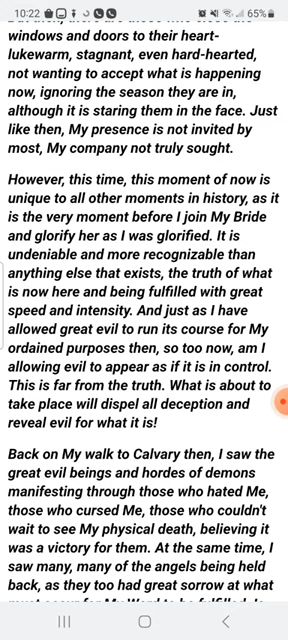 10:22
65%
windows and doors to their heart-
lukewarm, stagnant, even hard-hearted,
not wanting to accept what is happening
now, ignoring the season they are in,
although it is staring them in the face. Just
like then, My presence is not invited by
most, My company not truly sought.
However, this time, this moment of now is
unique to all other moments in history, as it
is the very moment before I join My Bride
and glorify her as I was glorified. It is
undeniable and more recognizable than
anything else that exists, the truth of what
is now here and being fulfilled with great
speed and intensity. And just as I have
allowed great evil to run its course for My
ordained purposes then, so too now, am I
allowing evil to appear as if it is in control.
This is far from the truth. What is about to
take place will dispel all deception and
reveal evil for what it is!
Back on My walk to Calvary then, I saw the
great evil beings and hordes of demons
manifesting through those who hated Me,
those who cursed Me, those who couldn't
wait to see My physical death, believing it
was a victory for them. At the same time, I
saw many, many of the angels being held
back, as they too had great sorrow at what